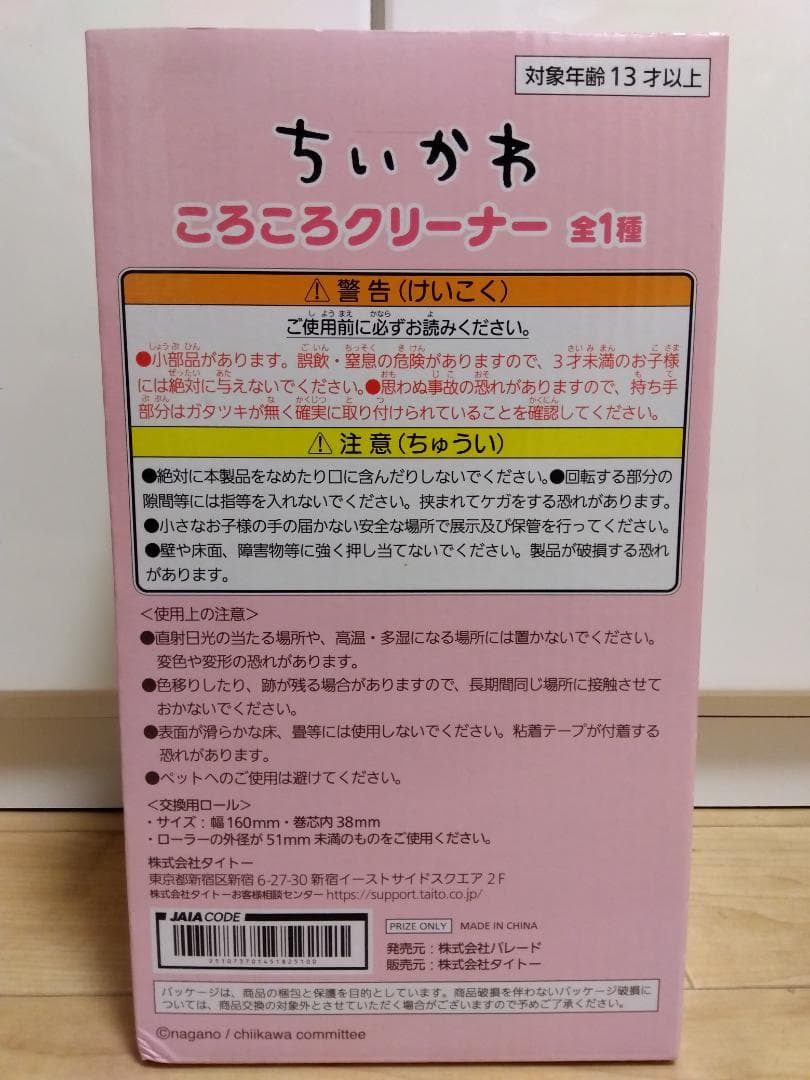 対象年齢13才以上
ちいかわ
ころころクリーナー 全1種
⚠警告(けいこく)
ご使用前に必ずお読みください。
●小部品があります。誤飲・窒息の危険がありますので、3才未満のお子様
には絶対に与えないでください。●思わぬ事故の恐れがありますので、持ち手
部分はガタツキが無く確実に取り付けられていることを確認してください。
⚠注意(ちゅうい)
●絶対に本製品をなめたり口に含んだりしないでください。●回転する部分の
隙間等には指等を入れないでください。挟まれてケガをする恐れがあります。
●小さなお子様の手の届かない安全な場所で展示及び保管を行ってください。
●壁や床面、障害物等に強く押し当てないでください。製品が破損する恐れ
があります。
＜使用上の注意＞
●直射日光の当たる場所や、高温・多湿になる場所には置かないでください。
変色や変形の恐れがあります。
●色移りしたり、跡が残る場合がありますので、長期間同じ場所に接触させて
おかないでください。
●表面が滑らかな床、畳等には使用しないでください。粘着テープが付着する
恐れがあります。
●ペットへのご使用は避けてください。
＜交換用ロール＞
・サイズ：幅160mm・巻芯内38mm
・ローラーの外径が51mm未満のものをご使用ください。
株式会社タイトー
東京都新宿区新宿6-27-30 新宿イーストサイドスクエア 2F
株式会社タイトーお客様相談センター https://support.taito.co.jp/
JAIA CODE
251073701451825100
PRIZE ONLY MADE IN CHINA
発売元：株式会社パレード
販売元：株式会社タイトー
パッケージは、商品の梱包と保護を目的としています。商品破損を伴わないパッケージ破損に
ついては、商品交換の対象外とさせていただく場合がございますので予めご了承ください。
©nagano / chiikawa committee